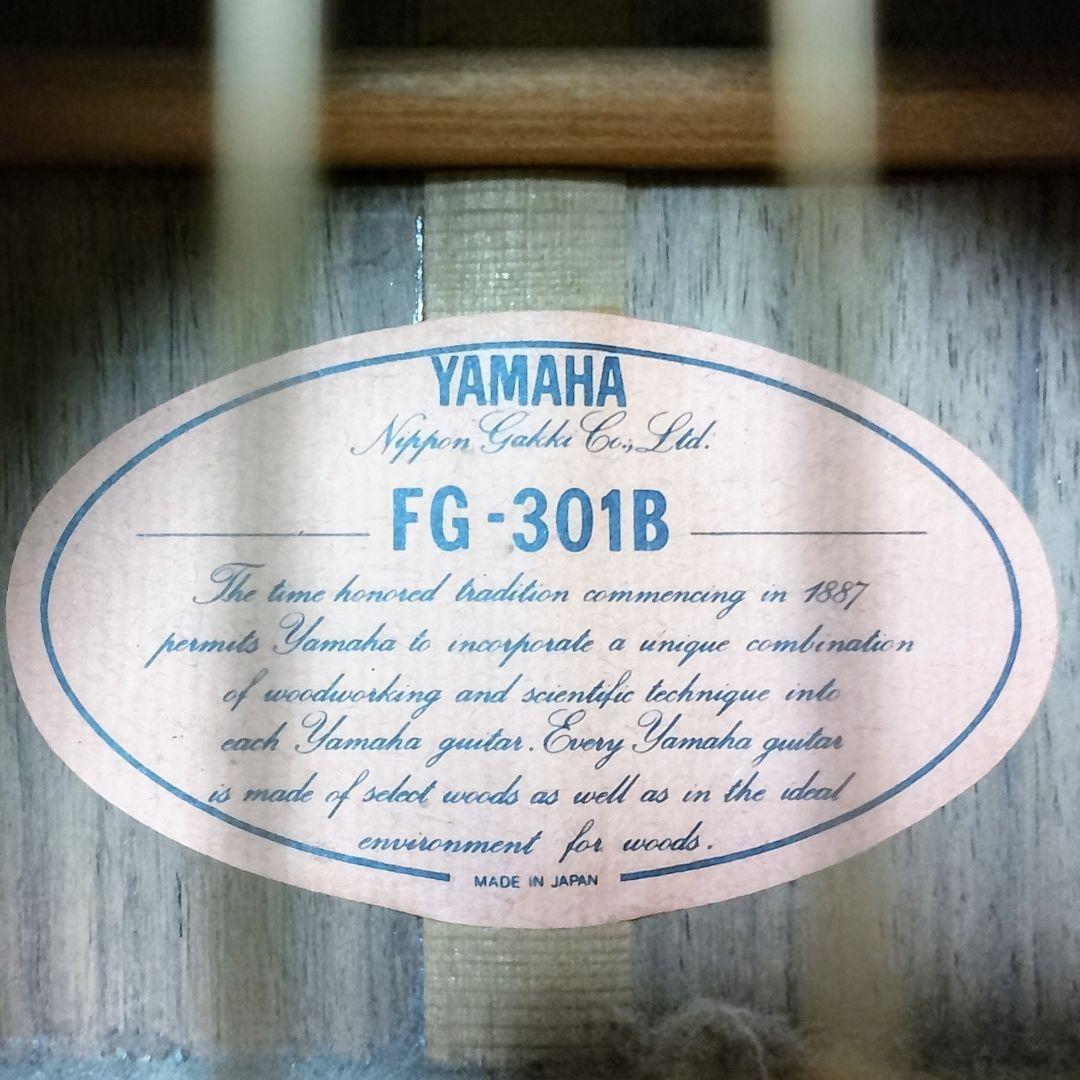 YAMAHA
Nippon Gakki Co., Ltd.
FG-301B
The time honored tradition commencing in 1887
permits Yamaha to incorporate a unique combination
of woodworking and scientific technique into
each Yamaha guitar. Every Yamaha guitar
is made of select woods as well as in the ideal
environment for woods.
MADE IN JAPAN